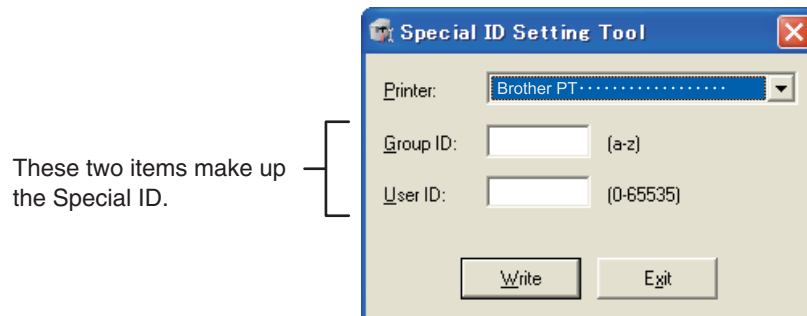 Special ID Setting Tool
Printer: Brother PT··················
These two items make up
the Special ID.
Group ID: (a-z)
User ID: (0-65535)
Write Exit